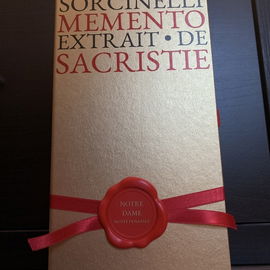 SORCINELLI
MEMENTO
EXTRAIT • DE
SACRISTIE
NOTRE
DAME